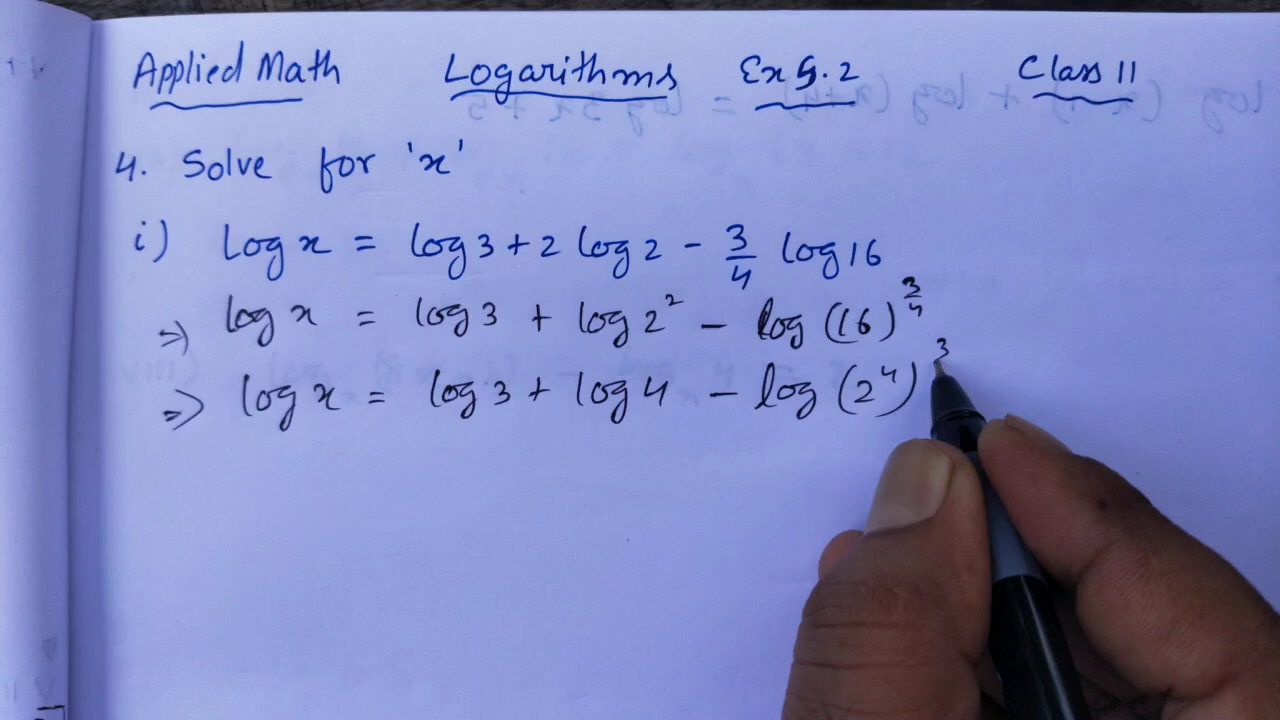 Applied Math Logarithms Ex 9.2 Class 11
4. Solve for 'x'
i) log x = log 3 + 2 log 2 - 3/4 log 16
⇒ log x = log 3 + log 2² - log (16)^3/4
⇒ log x = log 3 + log 4 - log (2⁴)^3